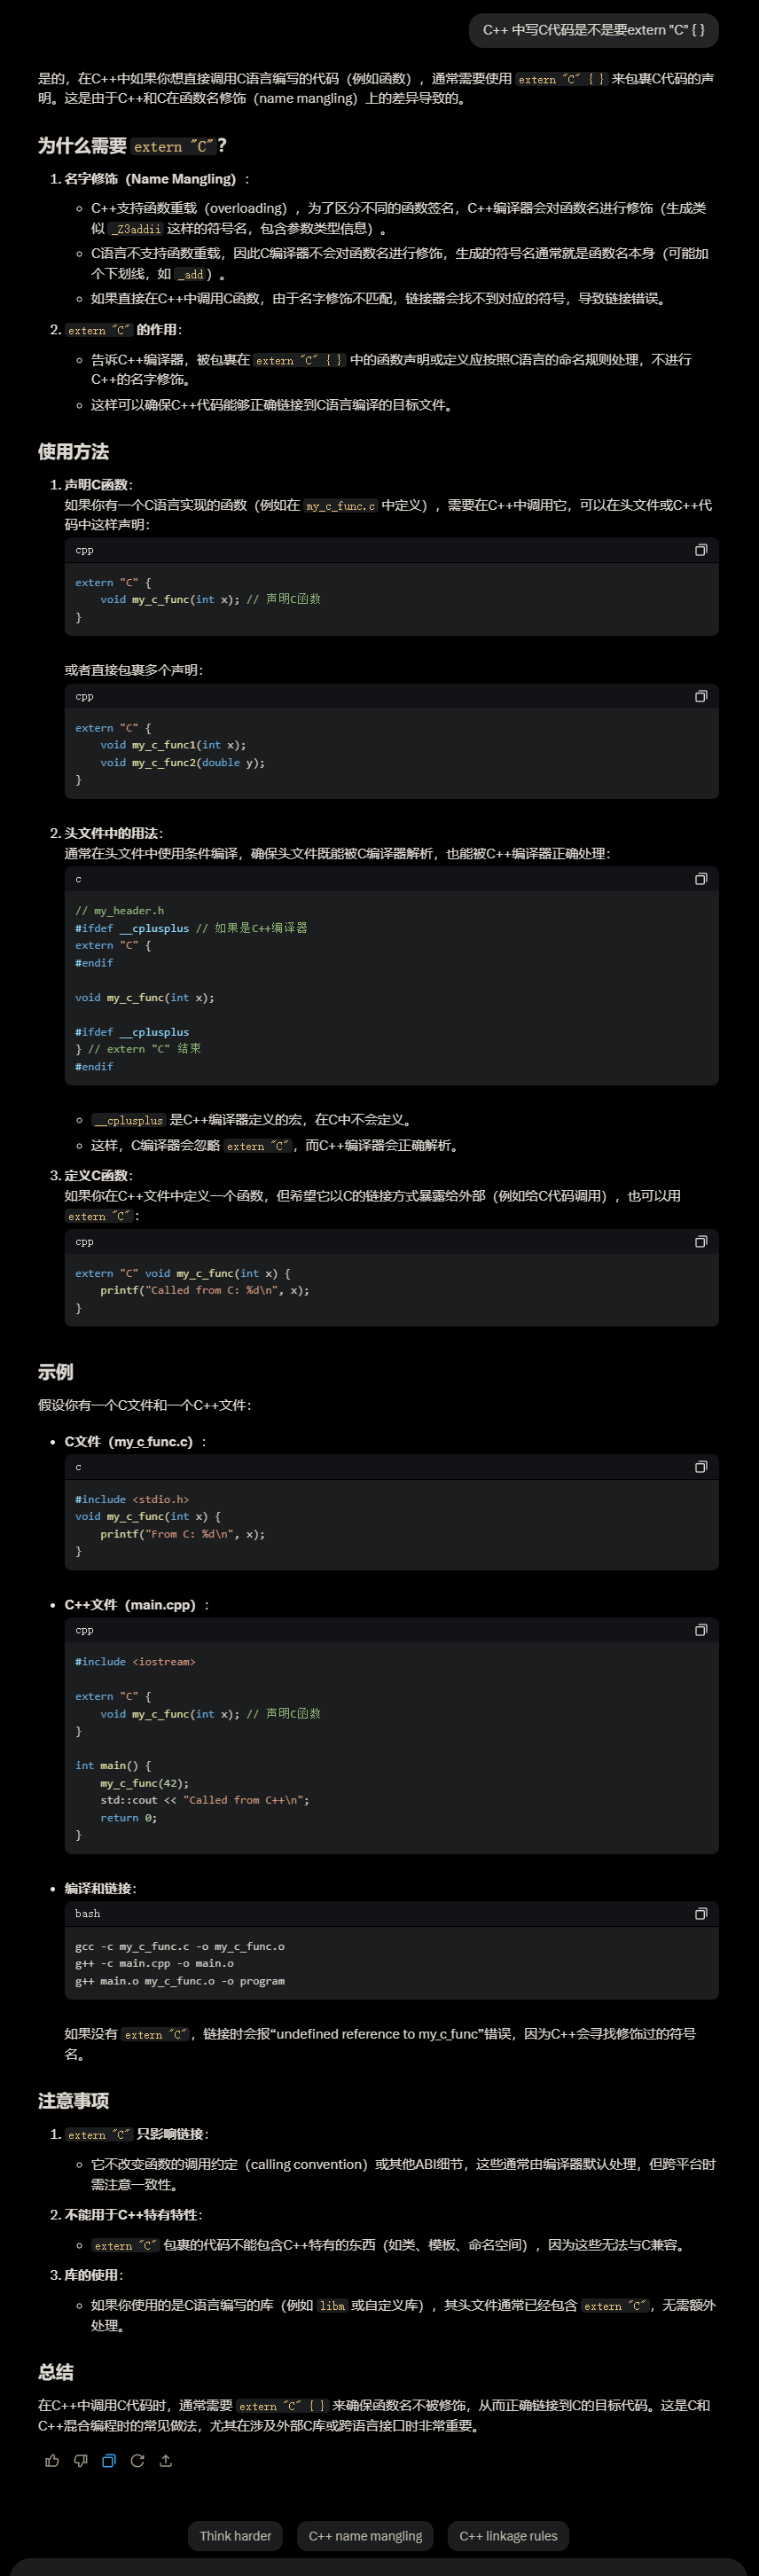 C++ 中写C代码是不是要extern "C" { }
是的，在C++中如果你想直接调用C语言编写的代码（例如函数），通常需要使用 extern "C" { } 来包裹C代码的声
明。这是由于C++和C在函数名修饰（name mangling）上的差异导致的。
为什么需要 extern "C"？
1. 名字修饰（Name Mangling）：
◦ C++支持函数重载（overloading），为了区分不同的函数签名，C++编译器会对函数名进行修饰（生成类
似 _Z3addii 这样的符号名，包含参数类型信息）。
◦ C语言不支持函数重载，因此C编译器不会对函数名进行修饰，生成的符号名通常就是函数名本身（可能加
个下划线，如 _add）。
◦ 如果直接在C++中调用C函数，由于名字修饰不匹配，链接器会找不到对应的符号，导致链接错误。
2. extern "C" 的作用：
◦ 告诉C++编译器，被包裹在 extern "C" { } 中的函数声明或定义应按照C语言的命名规则处理，不进行
C++的名字修饰。
◦ 这样可以确保C++代码能够正确链接到C语言编译的目标文件。
使用方法
1. 声明C函数：
如果你有一个C语言实现的函数（例如在 my_c_func.c 中定义），需要在C++中调用它，可以在头文件或C++代
码中这样声明：
cpp
extern "C" {
    void my_c_func(int x); // 声明C函数
}
或者直接包裹多个声明：
cpp
extern "C" {
    void my_c_func1(int x);
    void my_c_func2(double y);
}
2. 头文件中的用法：
通常在头文件中使用条件编译，确保头文件既能被C编译器解析，也能被C++编译器正确处理：
c
// my_header.h
#ifdef __cplusplus // 如果是C++编译器
extern "C" {
#endif
void my_c_func(int x);
#ifdef __cplusplus
} // extern "C" 结束
#endif
◦ __cplusplus 是C++编译器定义的宏，在C中不会定义。
◦ 这样，C编译器会忽略 extern "C"，而C++编译器会正确解析。
3. 定义C函数：
如果你在C++文件中定义一个函数，但希望它以C的链接方式暴露给外部（例如给C代码调用），也可以用
extern "C"：
cpp
extern "C" void my_c_func(int x) {
    printf("Called from C: %d\n", x);
}
示例
假设你有一个C文件和一个C++文件：
• C文件（my_c_func.c）：
c
#include <stdio.h>
void my_c_func(int x) {
    printf("From C: %d\n", x);
}
• C++文件（main.cpp）：
cpp
#include <iostream>
extern "C" {
    void my_c_func(int x); // 声明C函数
}
int main() {
    my_c_func(42);
    std::cout << "Called from C++\n";
    return 0;
}
• 编译和链接：
bash
gcc -c my_c_func.c -o my_c_func.o
g++ -c main.cpp -o main.o
g++ main.o my_c_func.o -o program
如果没有 extern "C"，链接时会报“undefined reference to my_c_func”错误，因为C++会寻找修饰过的符号
名。
注意事项
1. extern "C" 只影响链接：
◦ 它不改变函数的调用约定（calling convention）或其他ABI细节，这些通常由编译器默认处理，但跨平台时
需注意一致性。
2. 不能用于C++特有特性：
◦ extern "C" 包裹的代码不能包含C++特有的东西（如类、模板、命名空间），因为这些无法与C兼容。
3. 库的使用：
◦ 如果你使用的是C语言编写的库（例如 libm 或自定义库），其头文件通常已经包含 extern "C"，无需额外
处理。
总结
在C++中调用C代码时，通常需要 extern "C" { } 来确保函数名不被修饰，从而正确链接到C的目标代码。这是C和
C++混合编程时的常见做法，尤其在涉及外部C库或跨语言接口时非常重要。
Think harder
C++ name mangling
C++ linkage rules